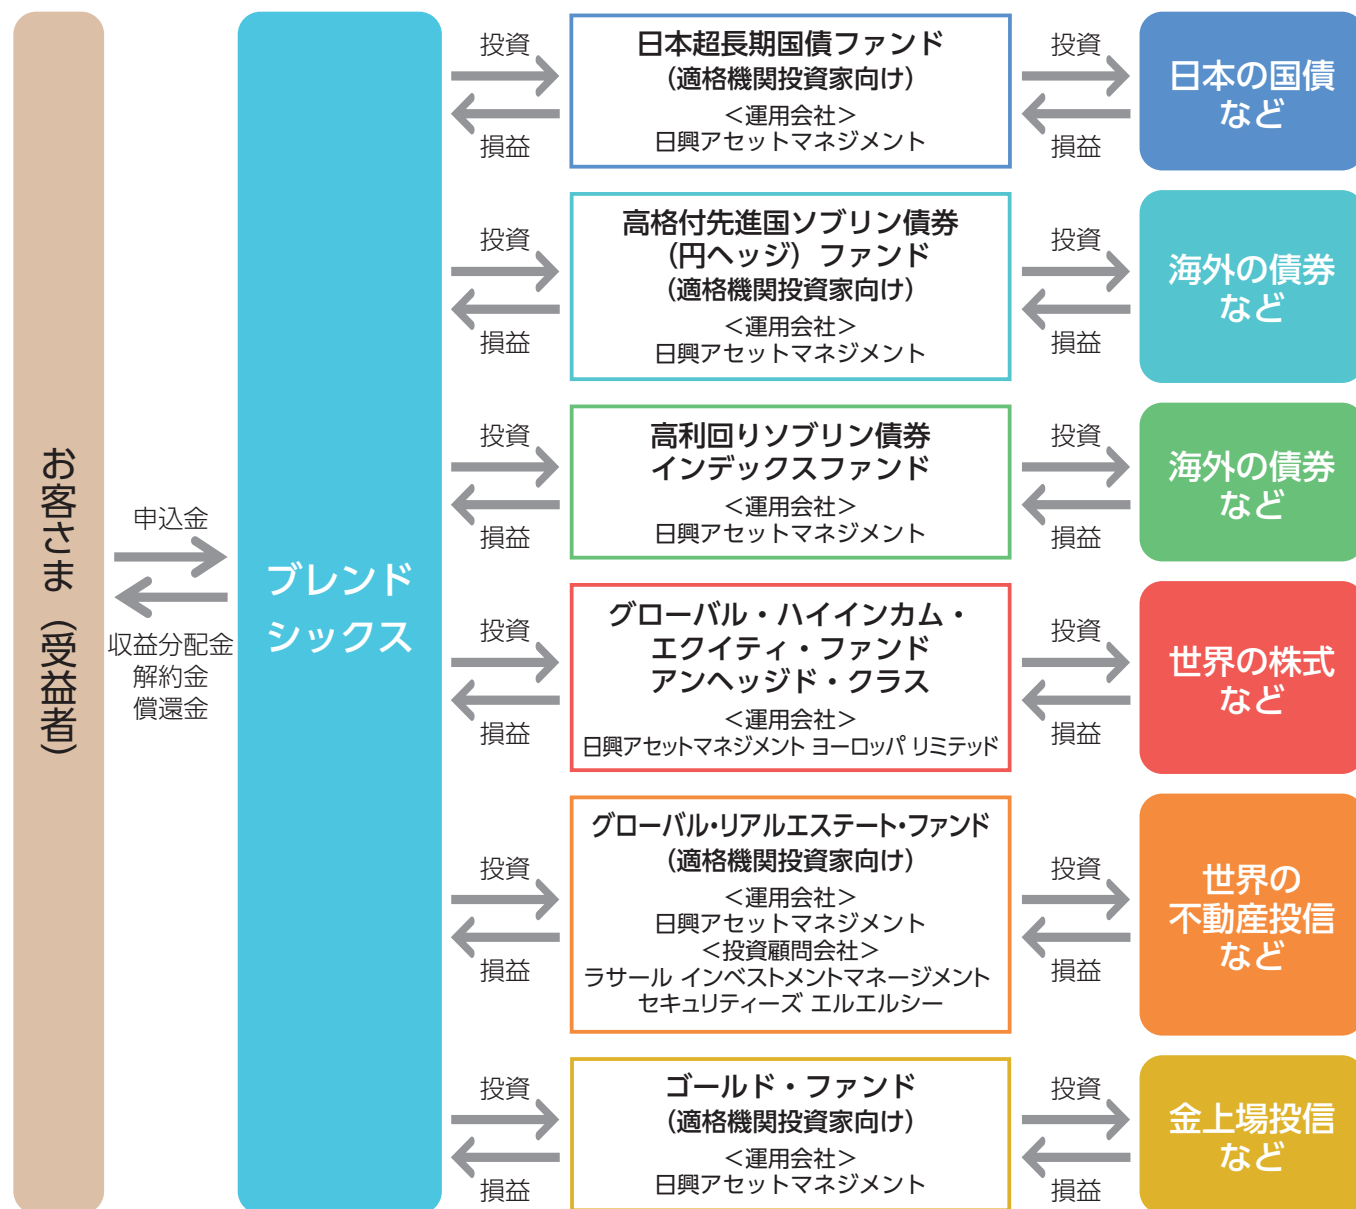 お客さま（受益者）
申込金
収益分配金
解約金
償還金
ブレンド
シックス
投資
損益
日本超長期国債ファンド
（適格機関投資家向け）
＜運用会社＞
日興アセットマネジメント
投資
損益
日本の国債
など
投資
損益
高格付先進国ソブリン債券
（円ヘッジ）ファンド
（適格機関投資家向け）
＜運用会社＞
日興アセットマネジメント
投資
損益
海外の債券
など
投資
損益
高利回りソブリン債券
インデックスファンド
＜運用会社＞
日興アセットマネジメント
投資
損益
海外の債券
など
投資
損益
グローバル・ハイインカム・
エクイティ・ファンド
アンヘッジド・クラス
＜運用会社＞
日興アセットマネジメント ヨーロッパ リミテッド
投資
損益
世界の株式
など
投資
損益
グローバル・リアルエステート・ファンド
（適格機関投資家向け）
＜運用会社＞
日興アセットマネジメント
＜投資顧問会社＞
ラサール インベストメントマネージメント
セキュリティーズ エルエルシー
投資
損益
世界の
不動産投信
など
投資
損益
ゴールド・ファンド
（適格機関投資家向け）
＜運用会社＞
日興アセットマネジメント
投資
損益
金上場投信
など